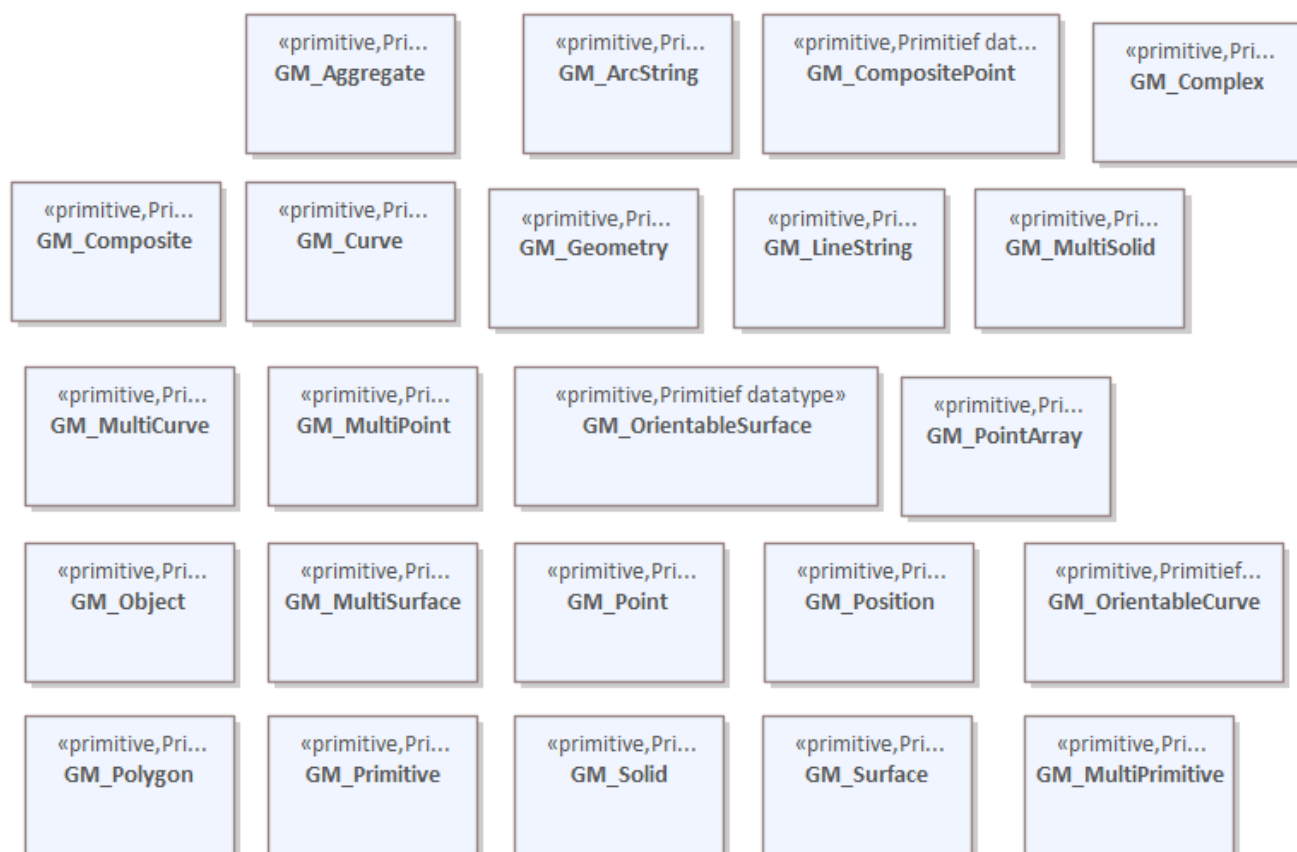 «primitive,Pri...
GM_Aggregate
«primitive,Pri...
GM_ArcString
«primitive,Primitief dat...
GM_CompositePoint
«primitive,Pri...
GM_Complex
«primitive,Pri...
GM_Composite
«primitive,Pri...
GM_Curve
«primitive,Pri...
GM_Geometry
«primitive,Pri...
GM_LineString
«primitive,Pri...
GM_MultiSolid
«primitive,Pri...
GM_MultiCurve
«primitive,Pri...
GM_MultiPoint
«primitive,Primitief datatype»
GM_OrientableSurface
«primitive,Pri...
GM_PointArray
«primitive,Pri...
GM_Object
«primitive,Pri...
GM_MultiSurface
«primitive,Pri...
GM_Point
«primitive,Pri...
GM_Position
«primitive,Primitief...
GM_OrientableCurve
«primitive,Pri...
GM_Polygon
«primitive,Pri...
GM_Primitive
«primitive,Pri...
GM_Solid
«primitive,Pri...
GM_Surface
«primitive,Pri...
GM_MultiPrimitive